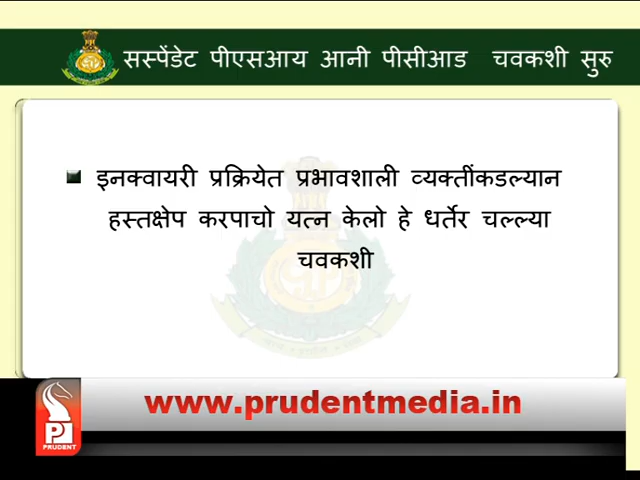 सस्पेंडेट पीएसआय आनी पीसीआड चवकशी सुरु
इनक्वायरी प्रक्रियेत प्रभावशाली व्यक्तींकडल्यान
हस्तक्षेप करपाचो यत्न केलो हे धर्तेर चल्ल्या
चवकशी
www.prudentmedia.in
PRUDENT